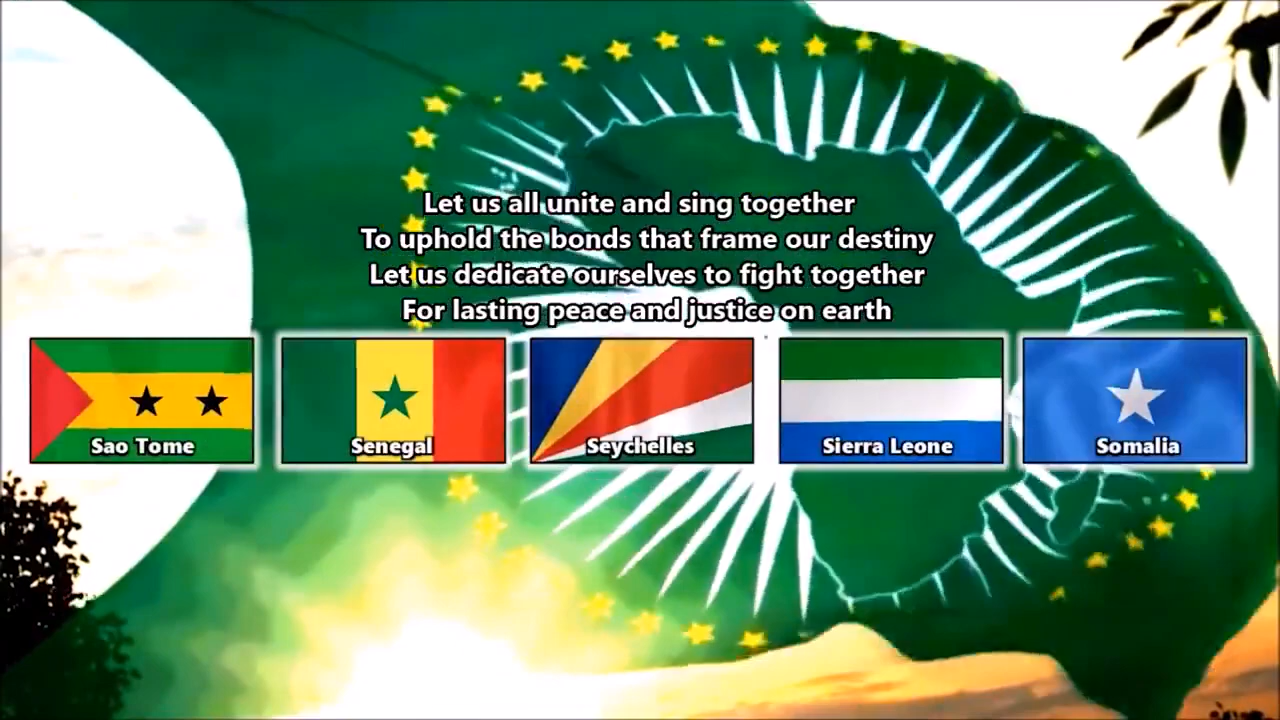 Let us all unite and sing together
To uphold the bonds that frame our destiny
Let us dedicate ourselves to fight together
For lasting peace and justice on earth
Sao Tome
Senegal
Seychelles
Sierra Leone
Somalia